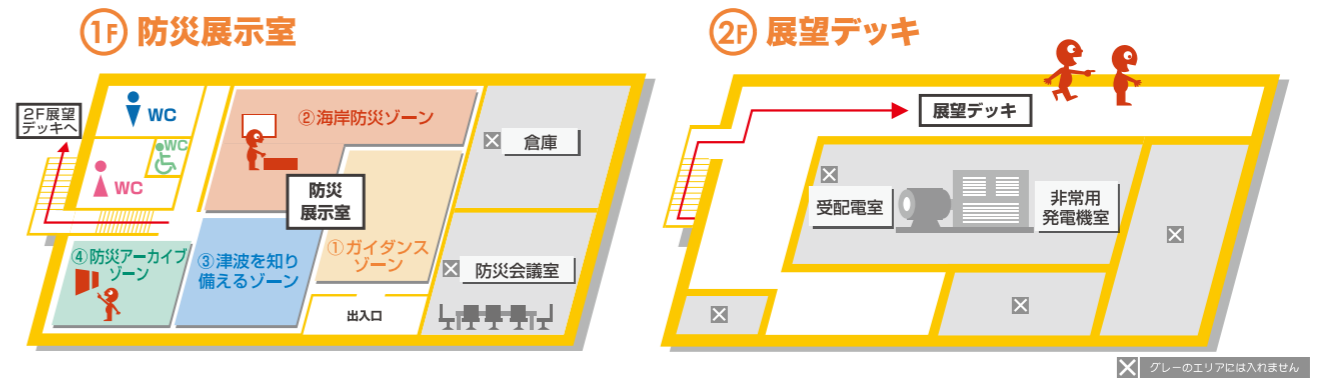 1F 防災展示室
2F展望
デッキへ
WC
WC
WC
②海岸防災ゾーン
倉庫
防災
展示室
①ガイダンス
ゾーン
④防災アーカイブ
ゾーン
③津波を知り
備えるゾーン
防災会議室
出入口
2F 展望デッキ
展望デッキ
受配電室
非常用
発電機室
グレーのエリアには入れません